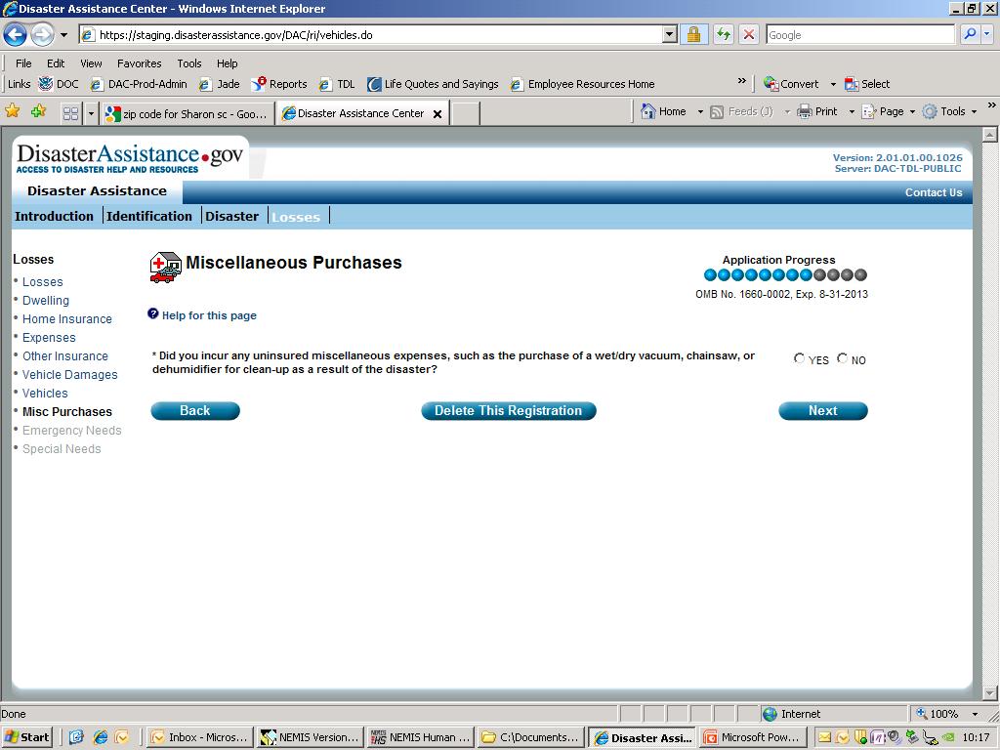 Disaster Assistance Center - Windows Internet Explorer
https://staging.disasterassistance.gov/DAC/ri/vehicles.do
Google
File Edit View Favorites Tools Help
Links DOC DAC-Prod-Admin Jade Reports TDL Life Quotes and Sayings Employee Resources Home » Convert Select
zip code for Sharon sc - Goo... Disaster Assistance Center Home Feeds (J) Print Page Tools »
DisasterAssistance.gov
ACCESS TO DISASTER HELP AND RESOURCES
Version: 2.01.01.00.1026
Server: DAC-TDL-PUBLIC
Disaster Assistance
Contact Us
Introduction Identification Disaster Losses
Losses
• Losses
• Dwelling
• Home Insurance
• Expenses
• Other Insurance
• Vehicle Damages
• Vehicles
• Misc Purchases
• Emergency Needs
• Special Needs
Miscellaneous Purchases
Application Progress
OMB No. 1660-0002, Exp. 8-31-2013
? Help for this page
* Did you incur any uninsured miscellaneous expenses, such as the purchase of a wet/dry vacuum, chainsaw, or
dehumidifier for clean-up as a result of the disaster?
YES NO
Back Delete This Registration Next
Done Internet 100%
Start Inbox - Micros... NEMIS Version... NEMIS Human ... C:\Documents... Disaster Assi... Microsoft Pow... 10:17